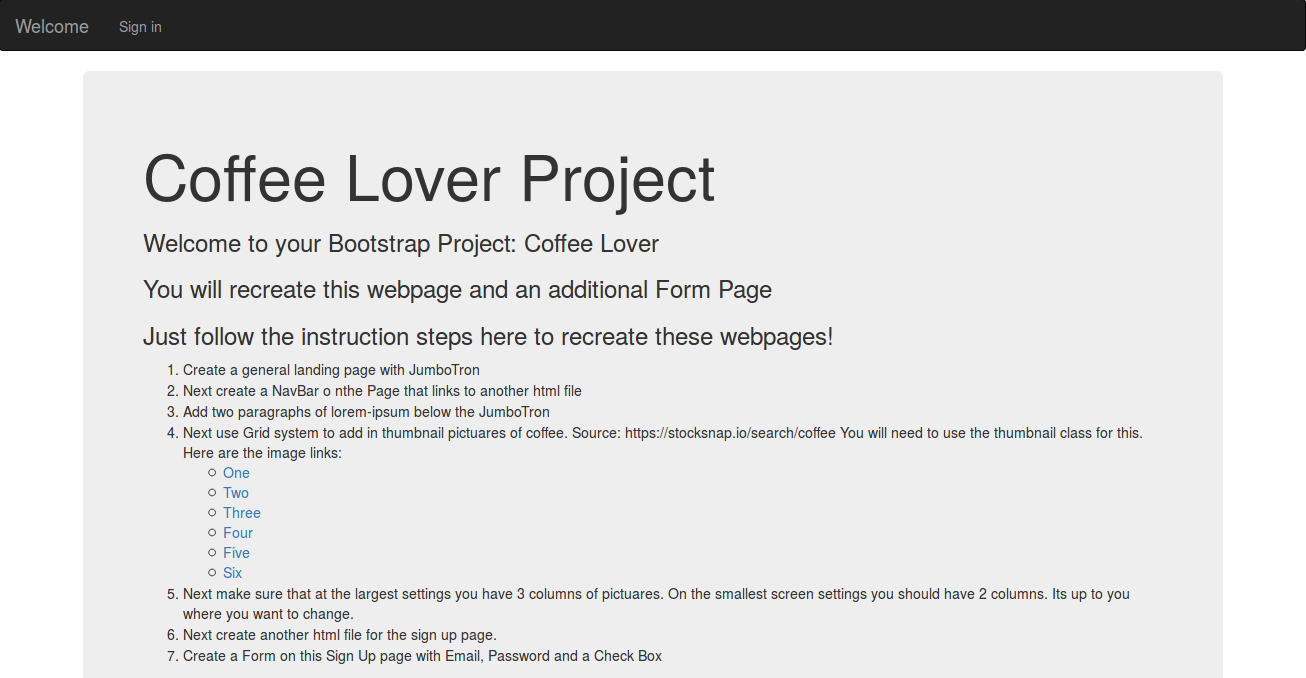 Welcome Sign in
Coffee Lover Project
Welcome to your Bootstrap Project: Coffee Lover
You will recreate this webpage and an additional Form Page
Just follow the instruction steps here to recreate these webpages!
1. Create a general landing page with JumboTron
2. Next create a NavBar o nthe Page that links to another html file
3. Add two paragraphs of lorem-ipsum below the JumboTron
4. Next use Grid system to add in thumbnail pictuares of coffee. Source: https://stocksnap.io/search/coffee You will need to use the thumbnail class for this.
Here are the image links:
One
Two
Three
Four
Five
Six
5. Next make sure that at the largest settings you have 3 columns of pictuares. On the smallest screen settings you should have 2 columns. Its up to you
where you want to change.
6. Next create another html file for the sign up page.
7. Create a Form on this Sign Up page with Email, Password and a Check Box